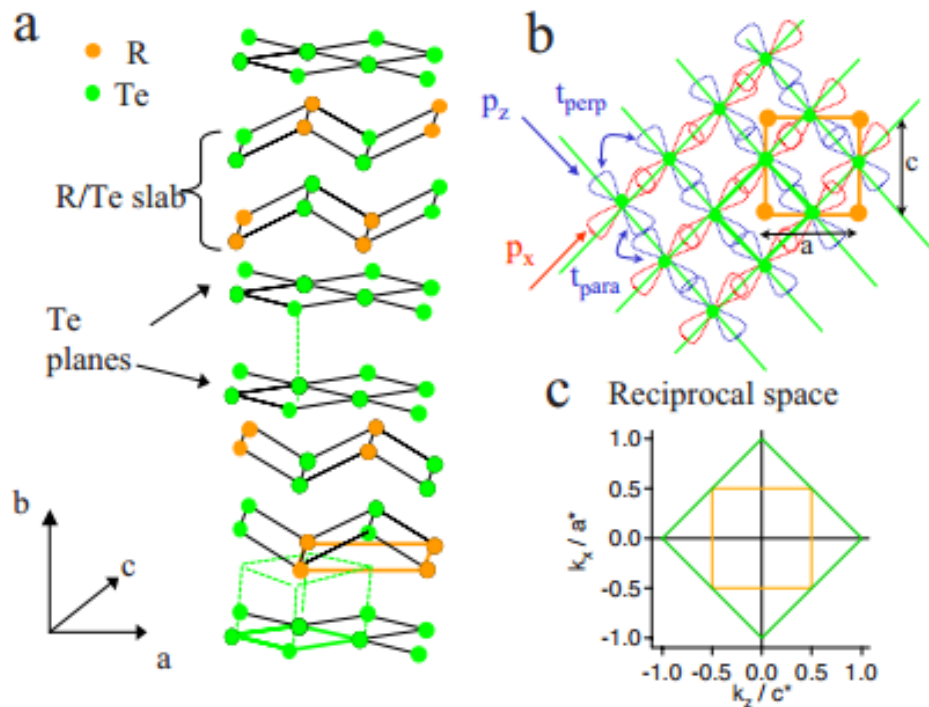 a
R
Te
R/Te slab
Te
planes
b
c
a
b
p_z
t_perp
p_x
t_para
a
c
c Reciprocal space
k_x / a*
1.0
0.5
0.0
-0.5
-1.0
-1.0 -0.5 0.0 0.5 1.0
k_z / c*